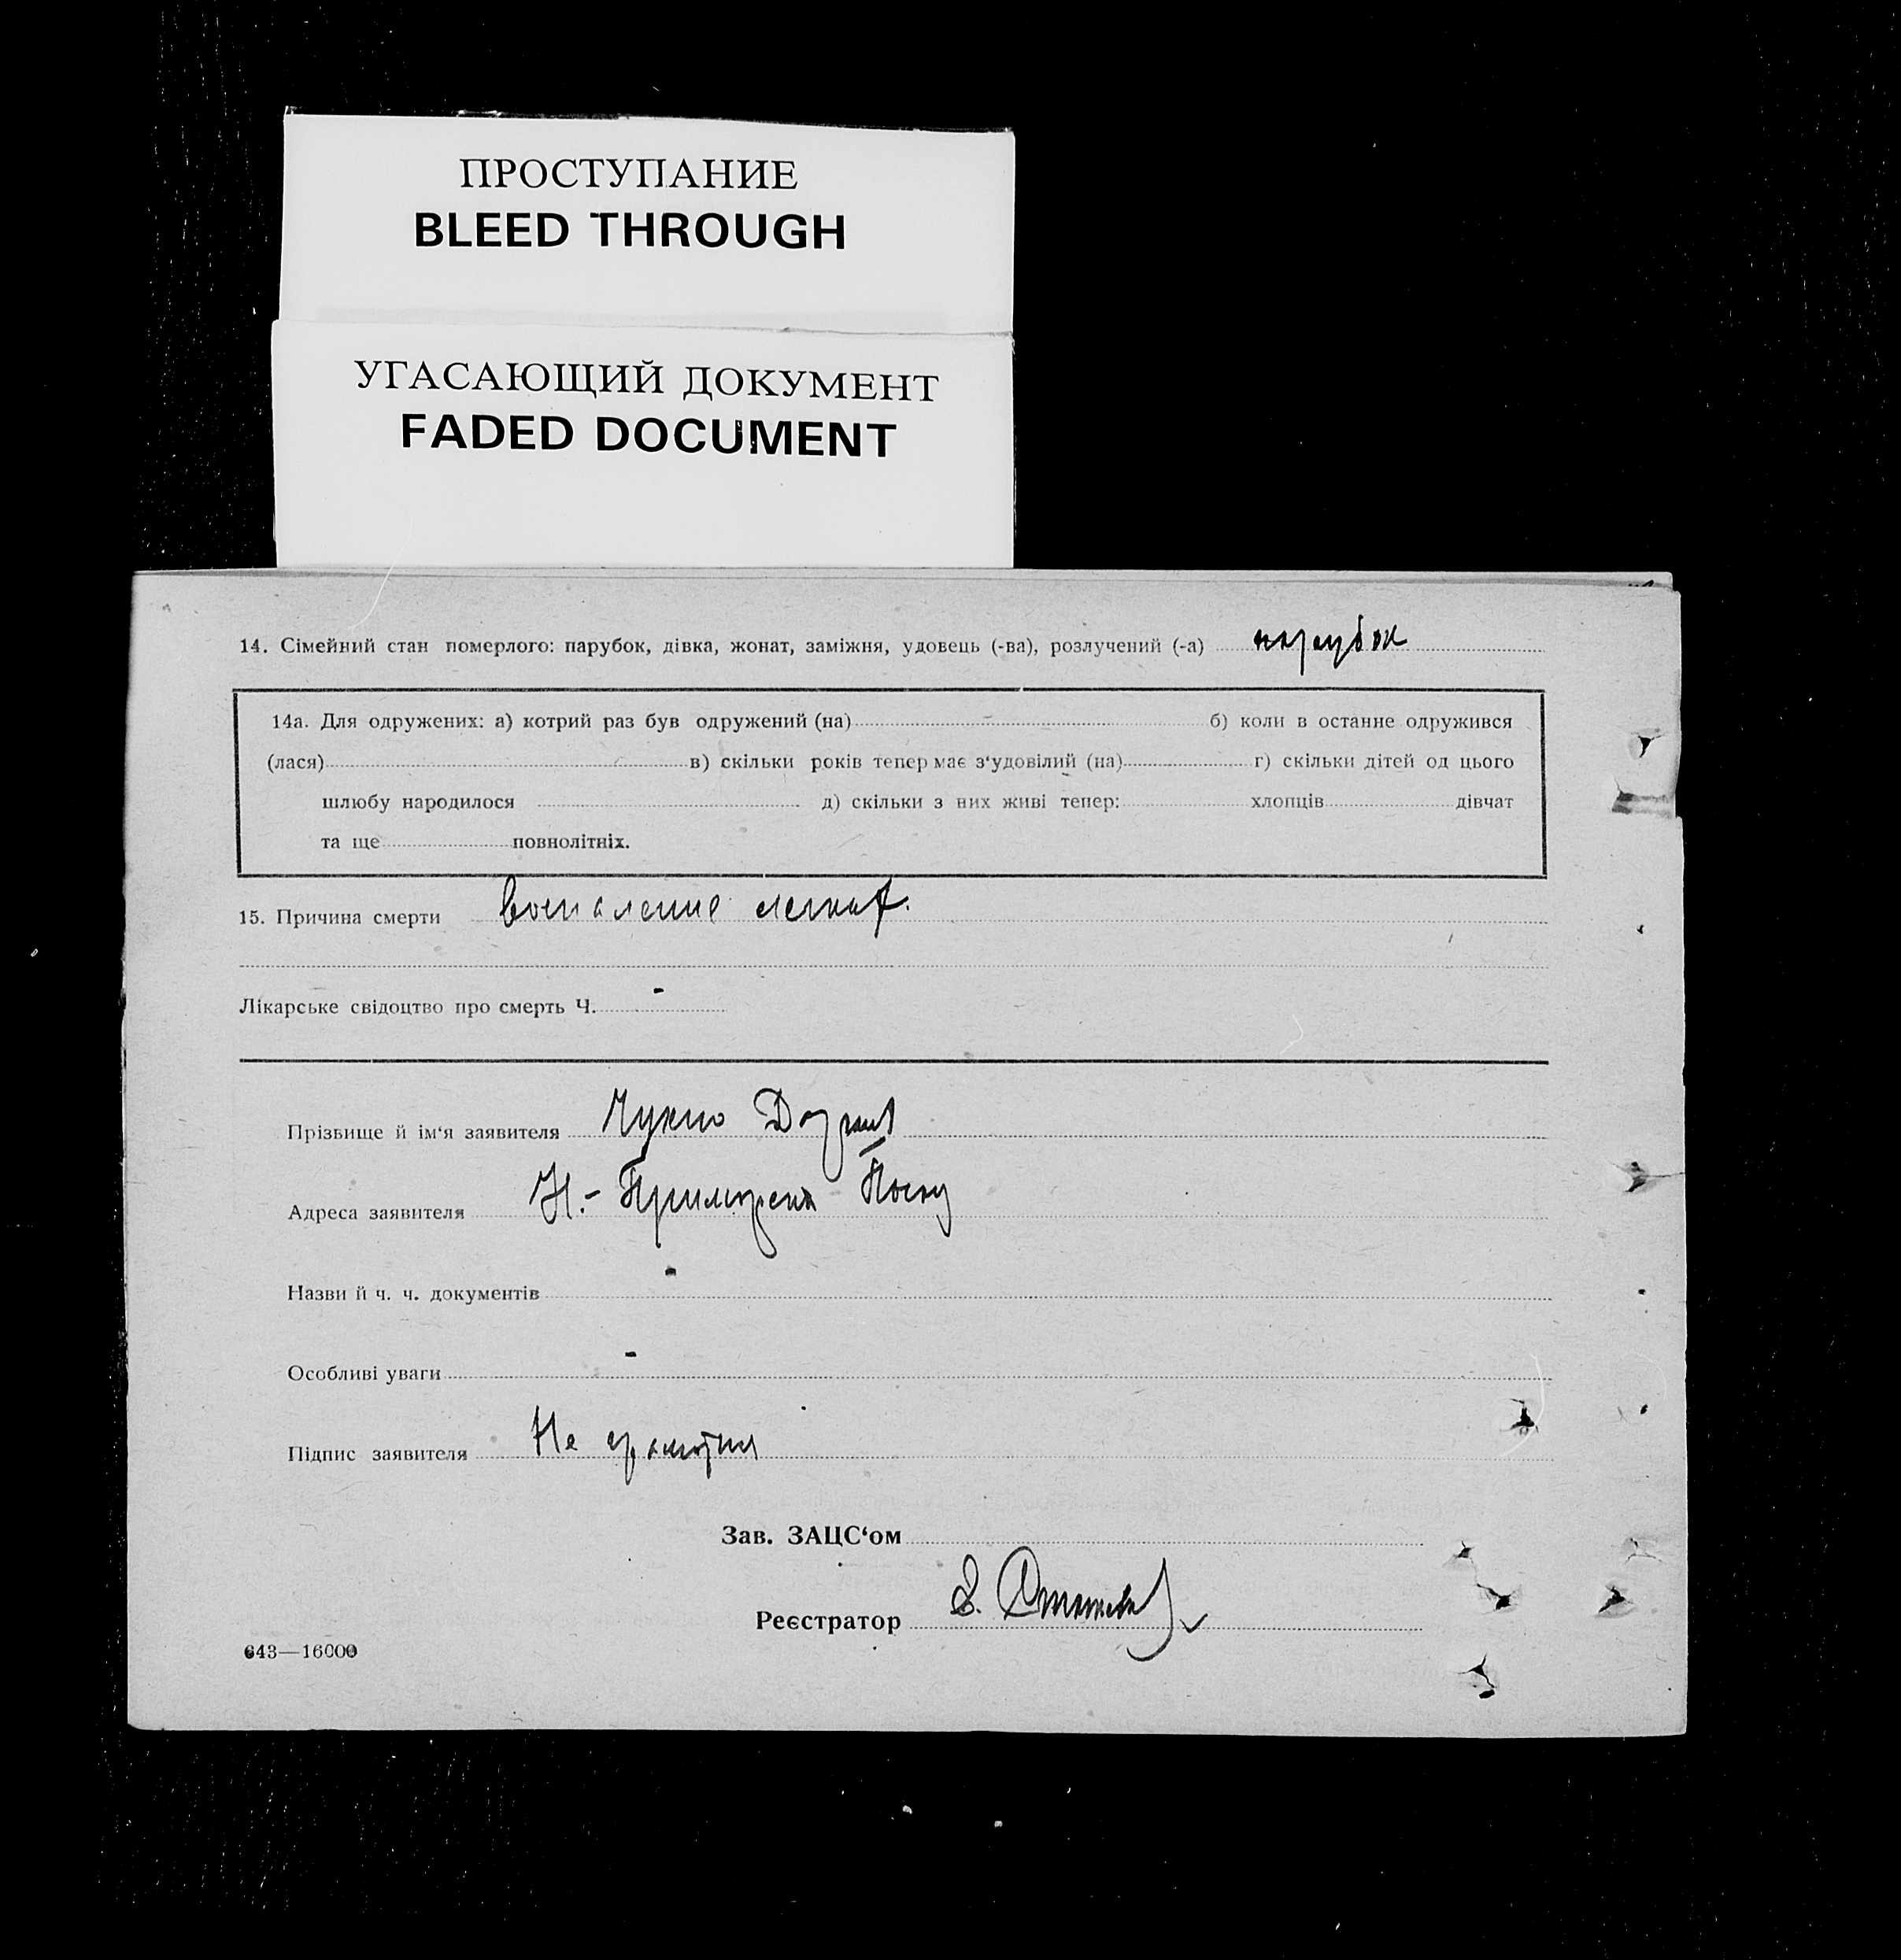 ПРОСТУПАНИЕ
BLEED THROUGH
УГАСАЮЩИЙ ДОКУМЕНТ
FADED DOCUMENT
14. Сімейний стан померлого: парубок, дівка, жонат, заміжня, удовець (-ва), розлучений (-а) парубок
14а. Для одружених: а) котрий раз був одружений (на) б) коли в останне одружився
(лася) в) скільки років тепер має з'удовілий (на) г) скільки дітей од цього
шлюбу народилося д) скільки з них живі тепер: хлопців дівчат
та ще повнолітніх.
15. Причина смерти воспаление легких.
Лікарське свідоцтво про смерть Ч. -
Прізвище й ім'я заявителя
Адреса заявителя Н.-
Назви й ч. ч. документів -
Особливі уваги -
Підпис заявителя Не грамотна
Зав. ЗАЦС'ом
Реєстратор
643—16000